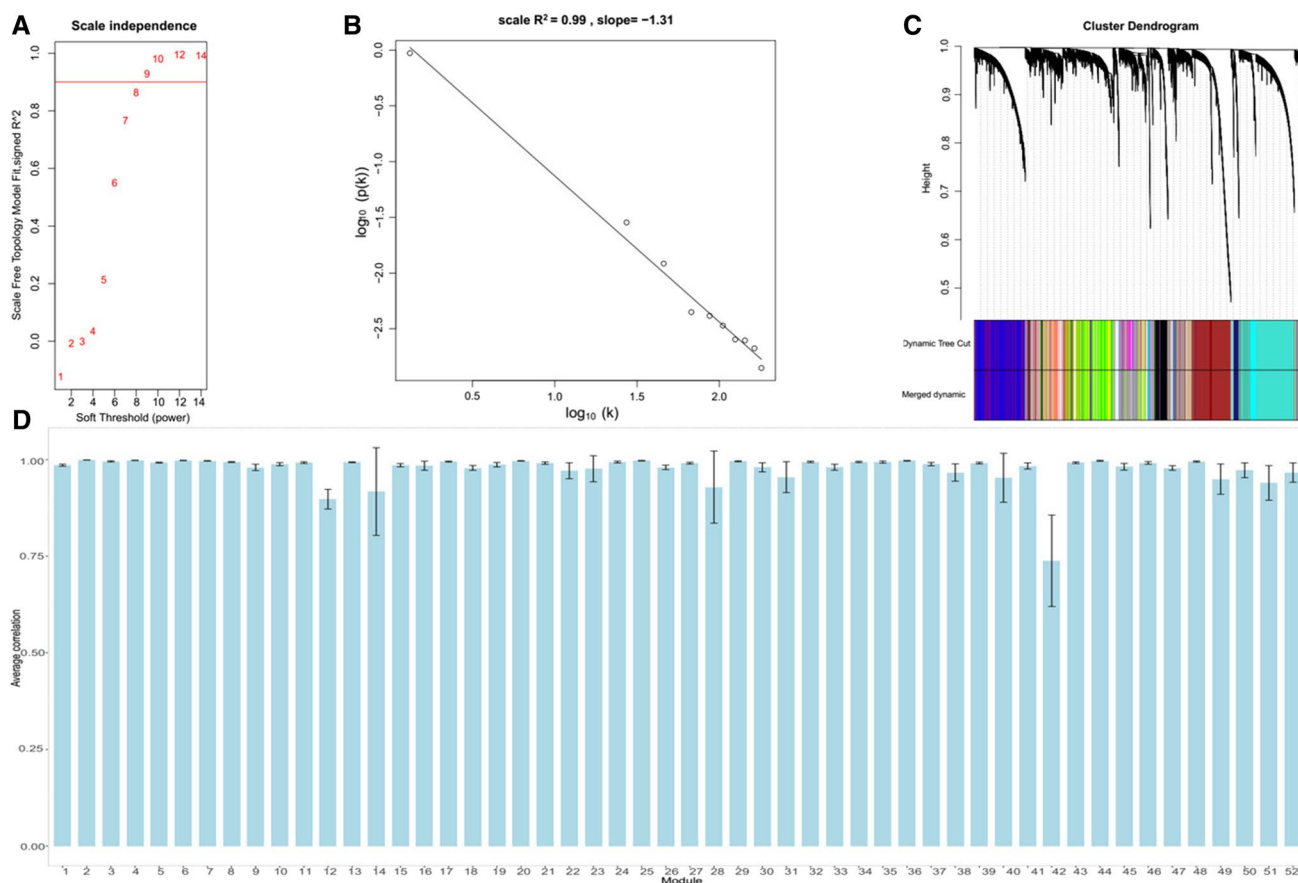 A
Scale independence
Scale Free Topology Model Fit,signed R^2
1.0
0.8
0.6
0.4
0.2
0.0
1
2
3
4
5
6
7
8
9
10
12
14
2 4 6 8 10 12 14
Soft Threshold (power)
B
scale R² = 0.99 , slope= −1.31
log₁₀ (p(k))
0.0
−0.5
−1.0
−1.5
−2.0
−2.5
0.5 1.0 1.5 2.0
log₁₀ (k)
C
Cluster Dendrogram
Height
1.0
0.9
0.8
0.7
0.6
0.5
Dynamic Tree Cut
Merged dynamic
D
Average correlation
1.00
0.75
0.50
0.25
0.00
1 2 3 4 5 6 7 8 9 10 11 12 13 14 15 16 17 18 19 20 21 22 23 24 25 26 27 28 29 30 31 32 33 34 35 36 37 38 39 40 41 42 43 44 45 46 47 48 49 50 51 52
Module